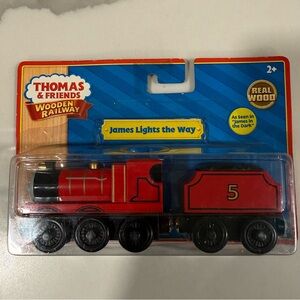 THOMAS
& FRIENDS
WOODEN
RAILWAY
2+
REAL
WOOD
James Lights the Way
As seen in
"James in
the Dark"
5